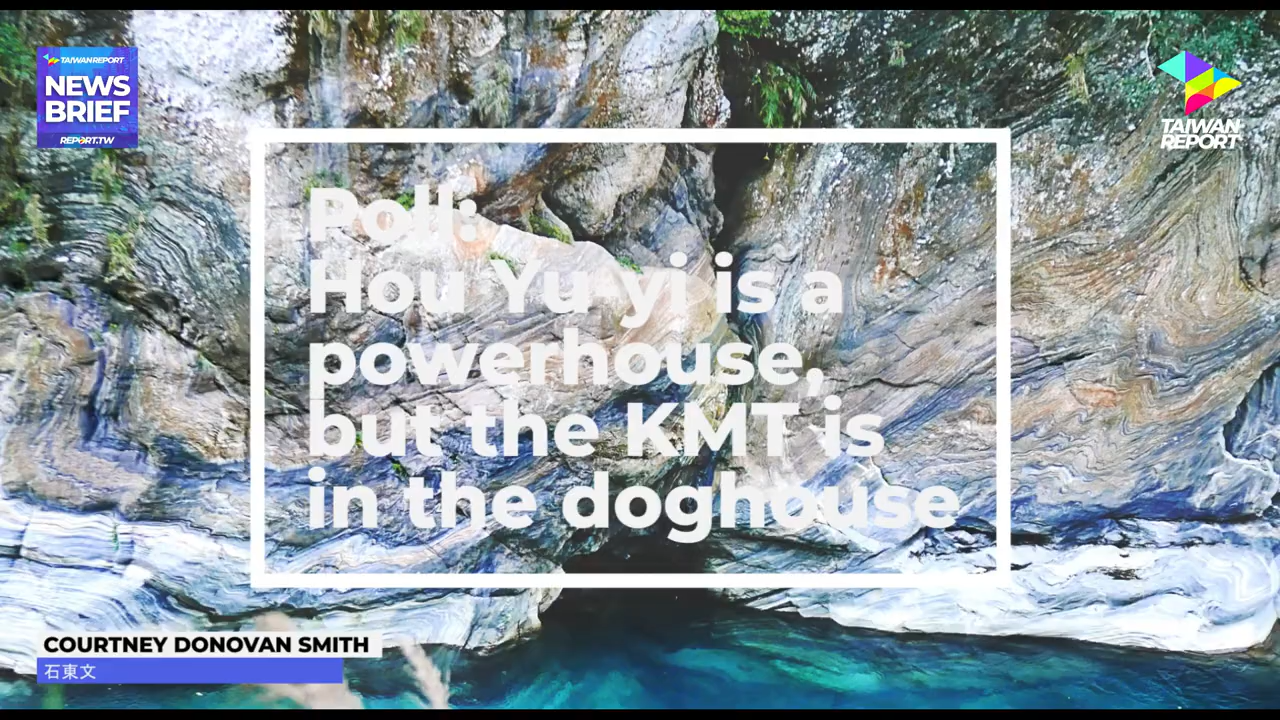 TAIWAN REPORT
NEWS
BRIEF
REPORT.TW
TAIWAN
REPORT
Poll:
Hou Yu-yi is a
powerhouse,
but the KMT is
in the doghouse
COURTNEY DONOVAN SMITH
石東文